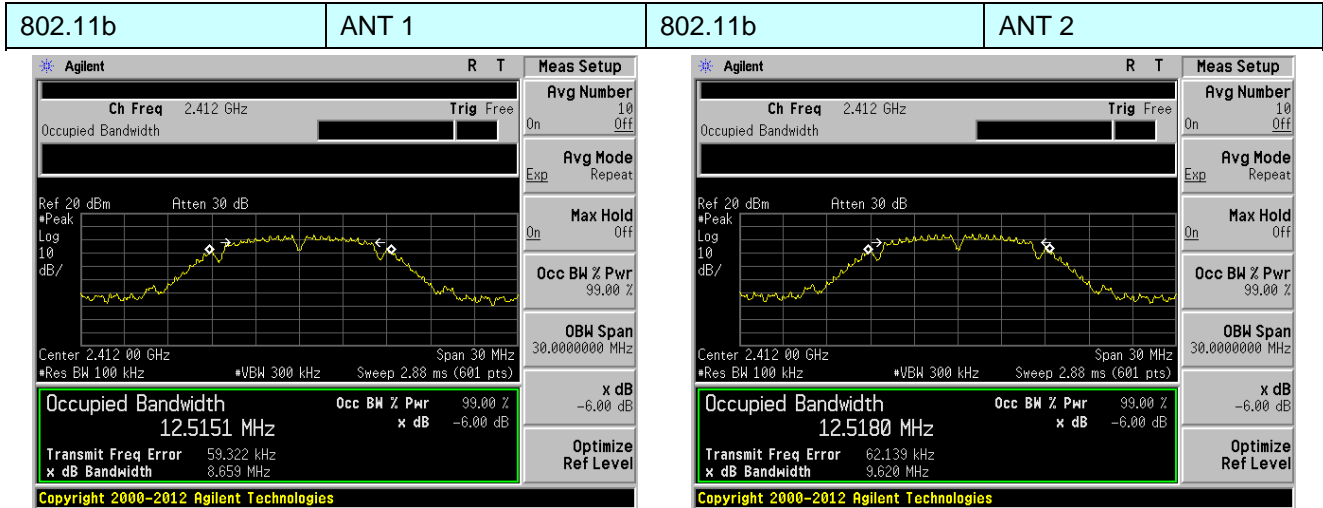 802.11b ANT 1 802.11b ANT 2
Agilent R T
Ch Freq 2.412 GHz Trig Free
Occupied Bandwidth
Ref 20 dBm Atten 30 dB
#Peak
Log
10
dB/
Center 2.412 00 GHz Span 30 MHz
#Res BW 100 kHz #VBW 300 kHz Sweep 2.88 ms (601 pts)
Occupied Bandwidth Occ BW % Pwr 99.00 %
12.5151 MHz x dB -6.00 dB
Transmit Freq Error 59.322 kHz
x dB Bandwidth 8.659 MHz
Copyright 2000-2012 Agilent Technologies
Meas Setup
Avg Number
10
On Off
Avg Mode
Exp Repeat
Max Hold
On Off
Occ BW % Pwr
99.00 %
OBW Span
30.0000000 MHz
x dB
-6.00 dB
Optimize
Ref Level
Agilent R T
Ch Freq 2.412 GHz Trig Free
Occupied Bandwidth
Ref 20 dBm Atten 30 dB
#Peak
Log
10
dB/
Center 2.412 00 GHz Span 30 MHz
#Res BW 100 kHz #VBW 300 kHz Sweep 2.88 ms (601 pts)
Occupied Bandwidth Occ BW % Pwr 99.00 %
12.5180 MHz x dB -6.00 dB
Transmit Freq Error 62.139 kHz
x dB Bandwidth 9.620 MHz
Copyright 2000-2012 Agilent Technologies
Meas Setup
Avg Number
10
On Off
Avg Mode
Exp Repeat
Max Hold
On Off
Occ BW % Pwr
99.00 %
OBW Span
30.0000000 MHz
x dB
-6.00 dB
Optimize
Ref Level